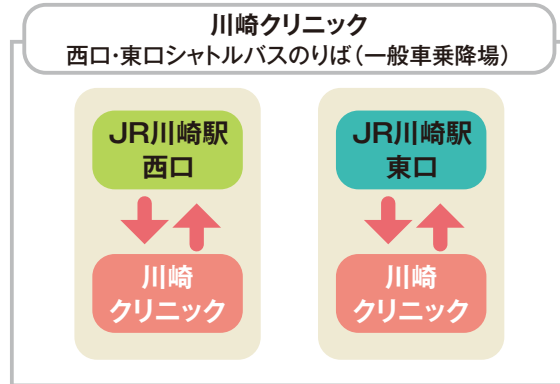 川崎クリニック
西口・東口シャトルバスのりば（一般車乗降場）
JR川崎駅
西口
川崎
クリニック
JR川崎駅
東口
川崎
クリニック